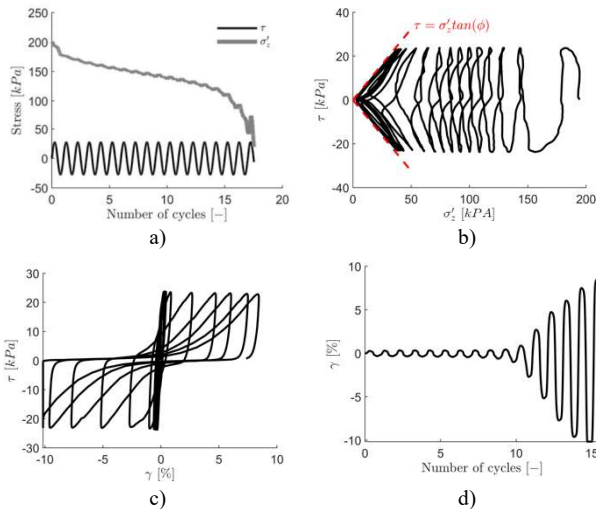 250
200
150
100
50
0
-50
Stress [kPa]
τ
σ′z
0 5 10 15 20
Number of cycles [−]
a)
τ = σ′z tan(ϕ)
40
20
0
-20
-40
τ [kPa]
0 50 100 150 200
σ′z [kPA]
b)
30
20
10
0
-10
-20
-30
τ [kPa]
-10 -5 0 5 10
γ [%]
c)
10
5
0
-5
-10
γ [%]
0 5 10 15
Number of cycles [−]
d)